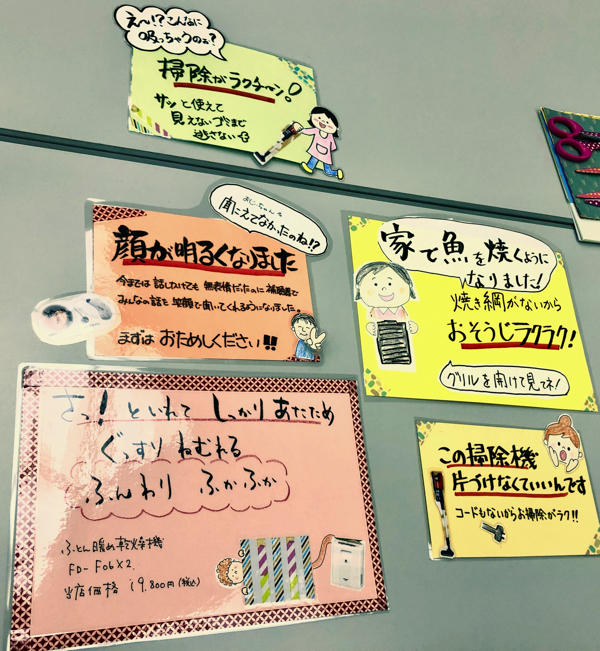 え〜!?こんなに
吸っちゃうのぉ?
掃除がラクチ〜ン!
サッと使えて
見えないゴミまで
逃さない
おじいちゃん
聞こえてなかったのね!?
顔が明るくなりました
今までは話しかけても無表情だったのに補聴器で
みんなの話を笑顔で聞いてくれるようになりました
まずはおためしください!!
家で魚を焼くように
なりました!
焼き網がないから
おそうじラクラク!
グリルを開けて見てネ!
さっ!といれてしっかりあたため
ぐっすりねむれる
ふんわりふかふか
ふとん暖め乾燥機
FD-F06X2
当店価格 19,800円(税込)
この掃除機
片づけなくていいんです
コードもないからお掃除がラク!!